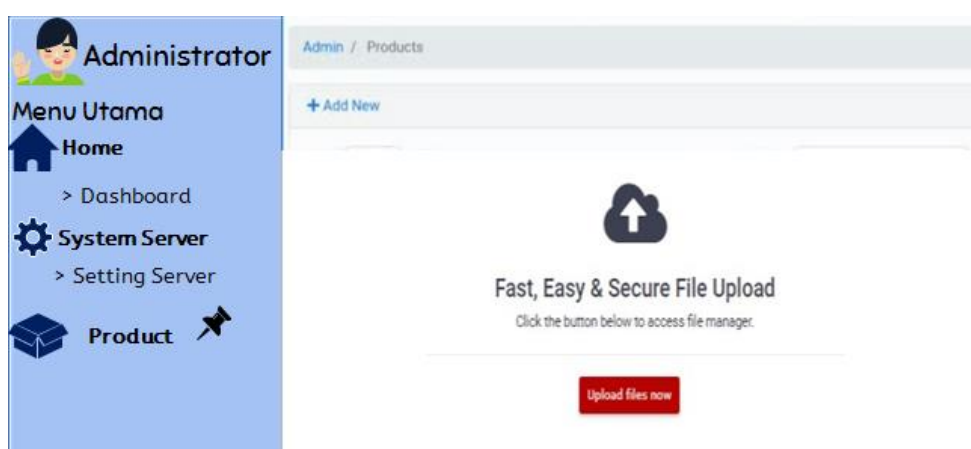 Administrator
Menu Utama
Home
> Dashboard
System Server
> Setting Server
Product
Admin / Products
+ Add New
Fast, Easy & Secure File Upload
Click the button below to access file manager.
Upload files now